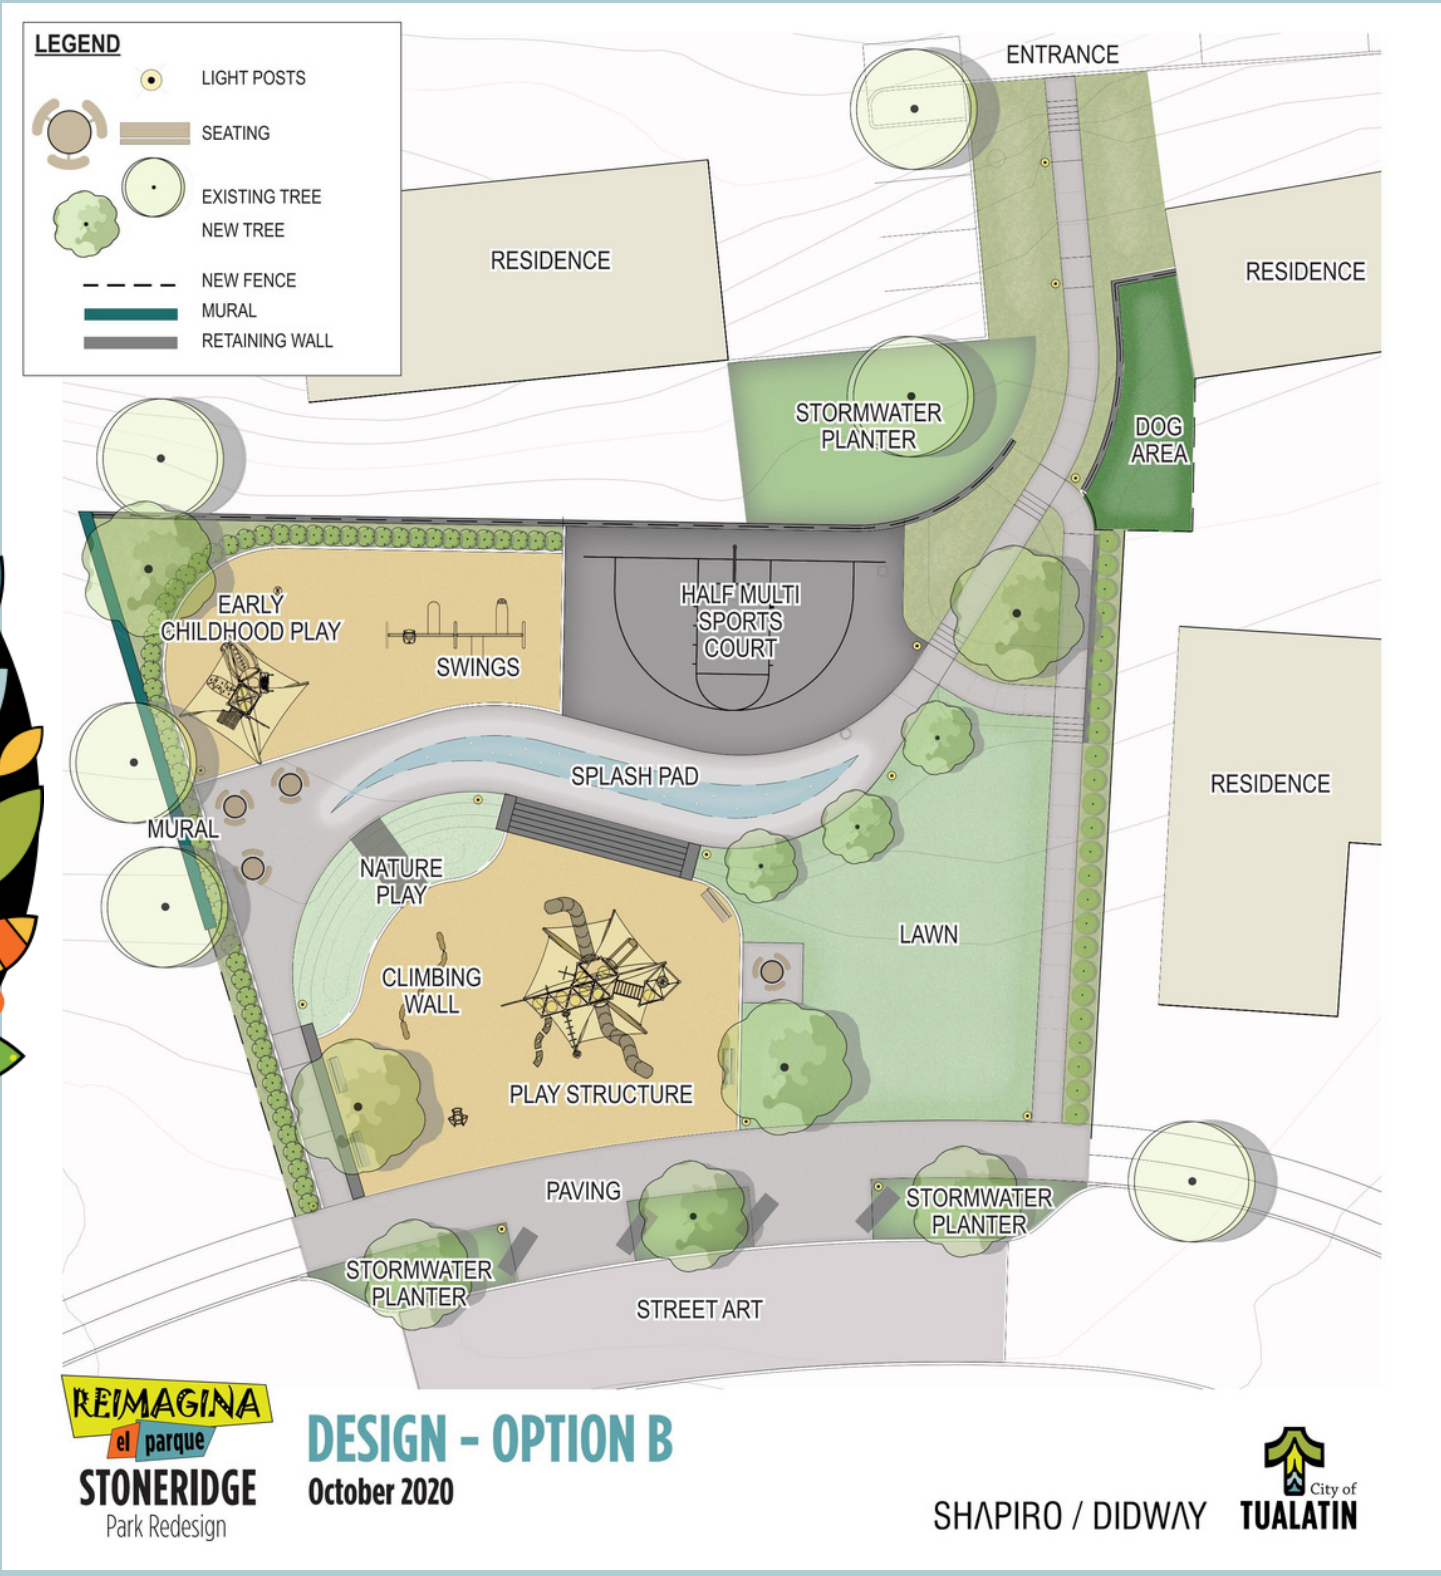 LEGEND
LIGHT POSTS
SEATING
EXISTING TREE
NEW TREE
NEW FENCE
MURAL
RETAINING WALL
ENTRANCE
RESIDENCE
RESIDENCE
STORMWATER
PLANTER
DOG
AREA
EARLY
CHILDHOOD PLAY
SWINGS
HALF MULTI
SPORTS
COURT
SPLASH PAD
RESIDENCE
MURAL
NATURE
PLAY
LAWN
CLIMBING
WALL
PLAY STRUCTURE
PAVING
STORMWATER
PLANTER
STORMWATER
PLANTER
STREET ART
REIMAGINA
el parque
STONERIDGE
Park Redesign
DESIGN - OPTION B
October 2020
SHAPIRO / DIDWAY
City of
TUALATIN